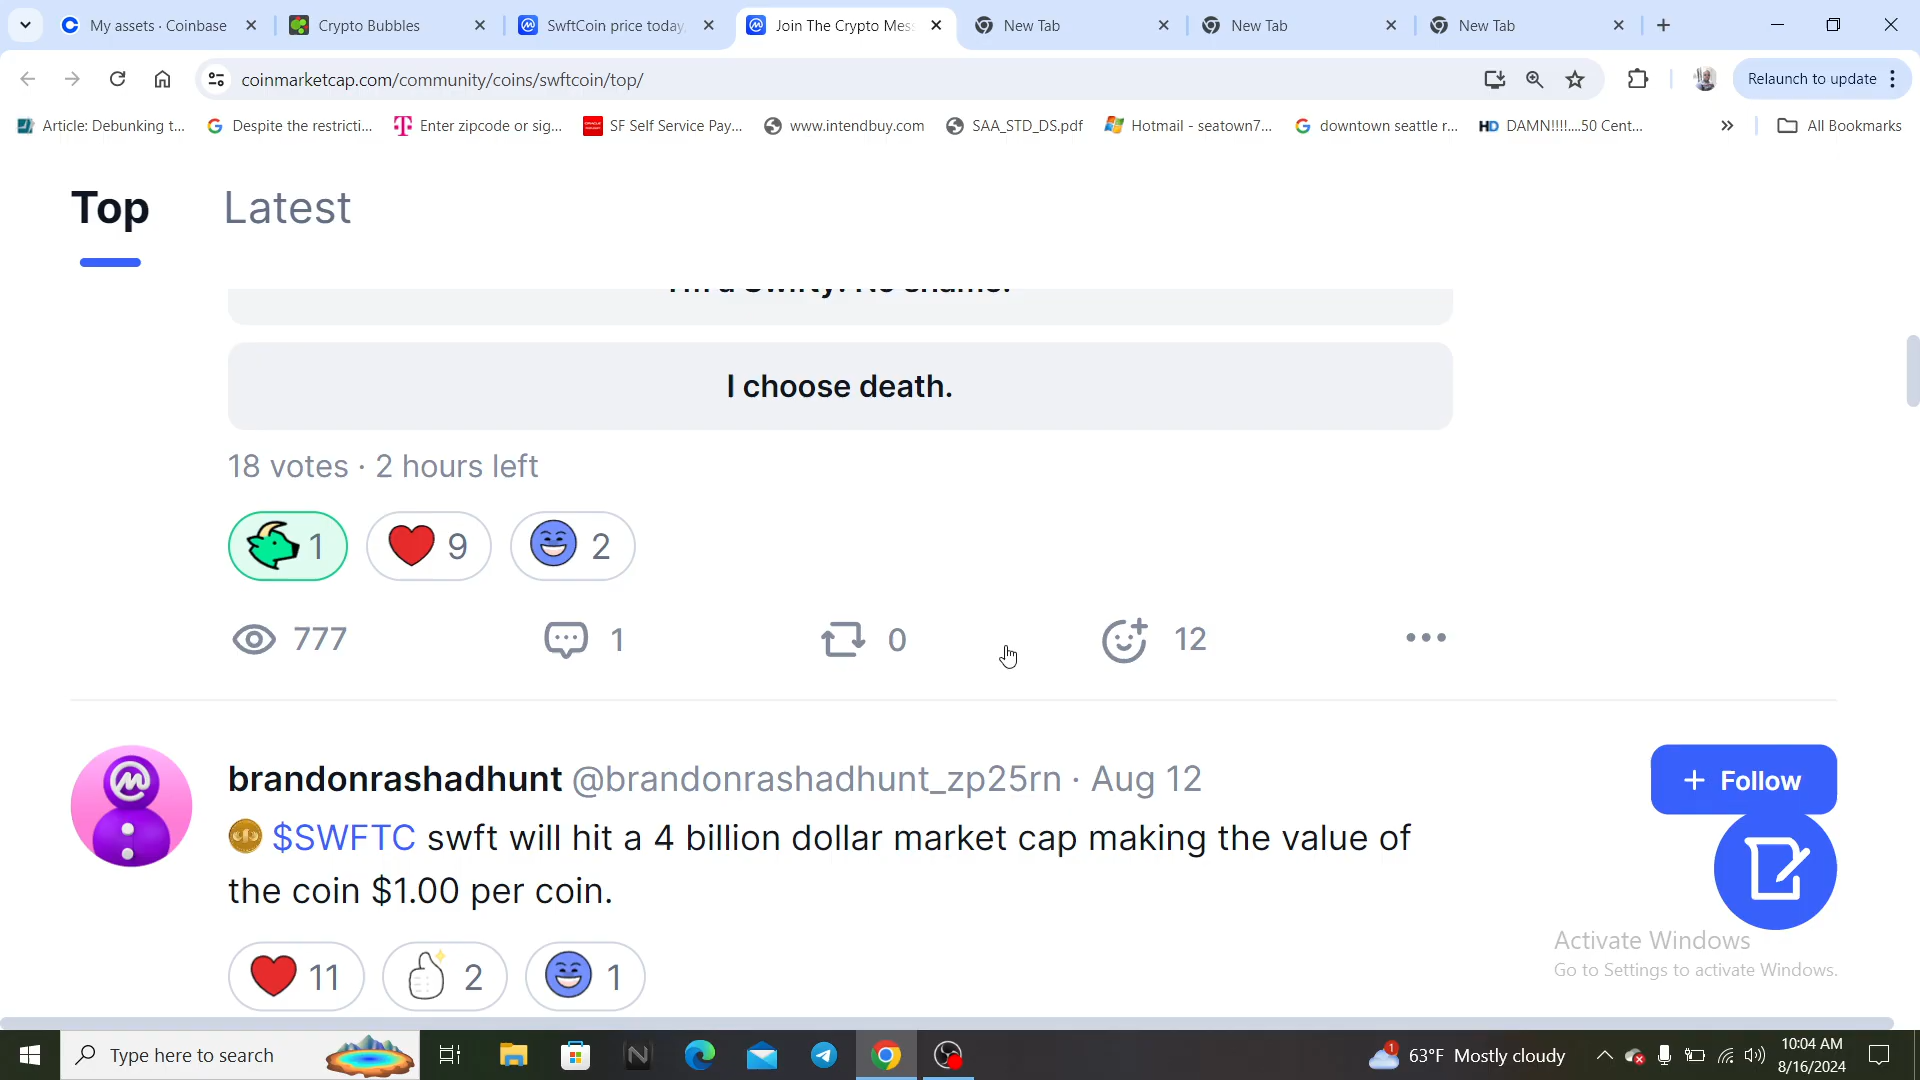 My assets · Coinbase
Crypto Bubbles
SwftCoin price today,
Join The Crypto Mess
New Tab
New Tab
New Tab
coinmarketcap.com/community/coins/swftcoin/top/
Relaunch to update
Article: Debunking t...
Despite the restricti...
Enter zipcode or sig...
SF Self Service Pay...
www.intendbuy.com
SAA_STD_DS.pdf
Hotmail - seatown7...
downtown seattle r...
HD DAMN!!!!....50 Cent...
All Bookmarks
Top
Latest
I'm a Swifty. No shame.
I choose death.
18 votes · 2 hours left
1
9
2
777
1
0
12
brandonrashadhunt @brandonrashadhunt_zp25rn · Aug 12
+ Follow
$SWFTC swft will hit a 4 billion dollar market cap making the value of
the coin $1.00 per coin.
11
2
1
Activate Windows
Go to Settings to activate Windows.
Type here to search
1
63°F Mostly cloudy
10:04 AM
8/16/2024